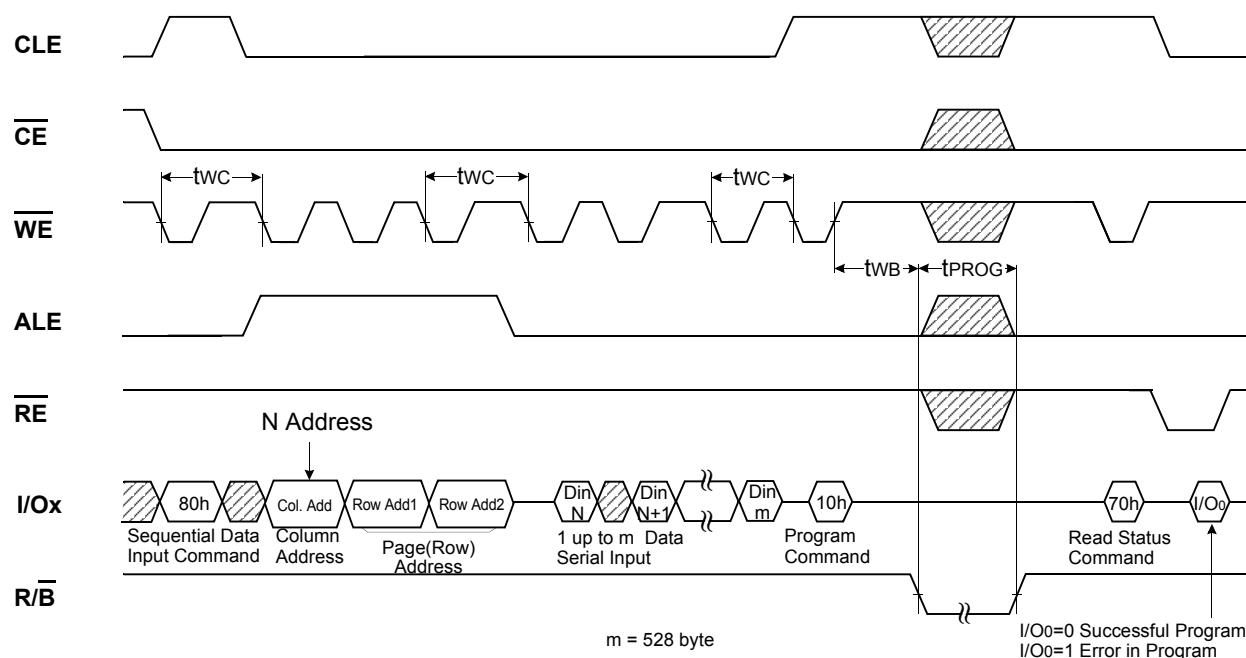 CLE
CE
tWC
tWC
tWC
WE
tWB
tPROG
ALE
RE
N Address
I/Ox
80h
Col. Add
Row Add1
Row Add2
Din N
Din N+1
Din m
10h
70h
I/O0
Sequential Data Input Command
Column Address
Page(Row) Address
1 up to m Data Serial Input
Program Command
Read Status Command
R/B
m = 528 byte
I/O0=0 Successful Program
I/O0=1 Error in Program